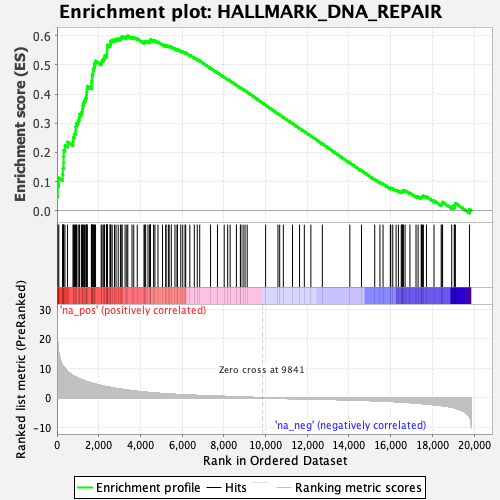 Enrichment plot: HALLMARK_DNA_REPAIR
Enrichment score (ES)
0.6
0.5
0.4
0.3
0.2
0.1
0.0
'na_pos' (positively correlated)
Ranked list metric (PreRanked)
30
20
10
0
-10
Zero cross at 9841
'na_neg' (negatively correlated)
0 2,000 4,000 6,000 8,000 10,000 12,000 14,000 16,000 18,000 20,000
Rank in Ordered Dataset
Enrichment profile Hits Ranking metric scores